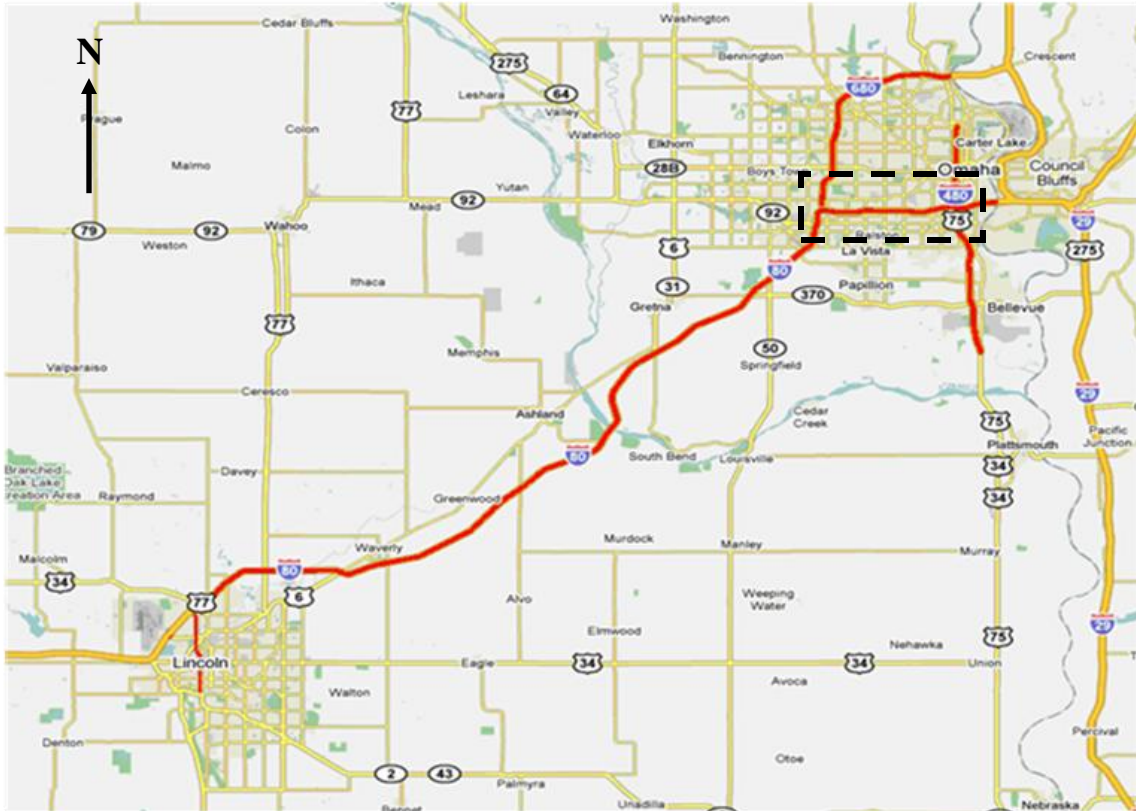 Cedar Bluffs
Washington
N
275
Bennington
Crescent
Leshara
64
Valley
680
77
Prague
Colon
Waterloo
Elkhorn
Carter Lake
Malmo
28B
Boys Town
Omaha
Council
Bluffs
Yutan
480
92
Mead
92
75
79
92
Wahoo
Weston
6
Ralston
La Vista
29
275
80
Ithaca
31
370
Papillion
Gretna
Bellevue
77
Memphis
50
Springfield
Valparaiso
Ceresco
29
Ashland
Cedar
Creek
75
Pacific
Junction
Plattsmouth
80
South Bend
Louisville
34
Branched
Oak Lake
creation Area
Davey
Raymond
Greenwood
34
Waverly
Murdock
Manley
Murray
Malcolm
34
80
77
6
Alvo
Weeping
Water
29
Elmwood
75
Nehawka
Lincoln
Eagle
34
34
Union
Walton
Avoca
Denton
Percival
Otoe
2
43
Palmyra
Unadilla
Nebraska